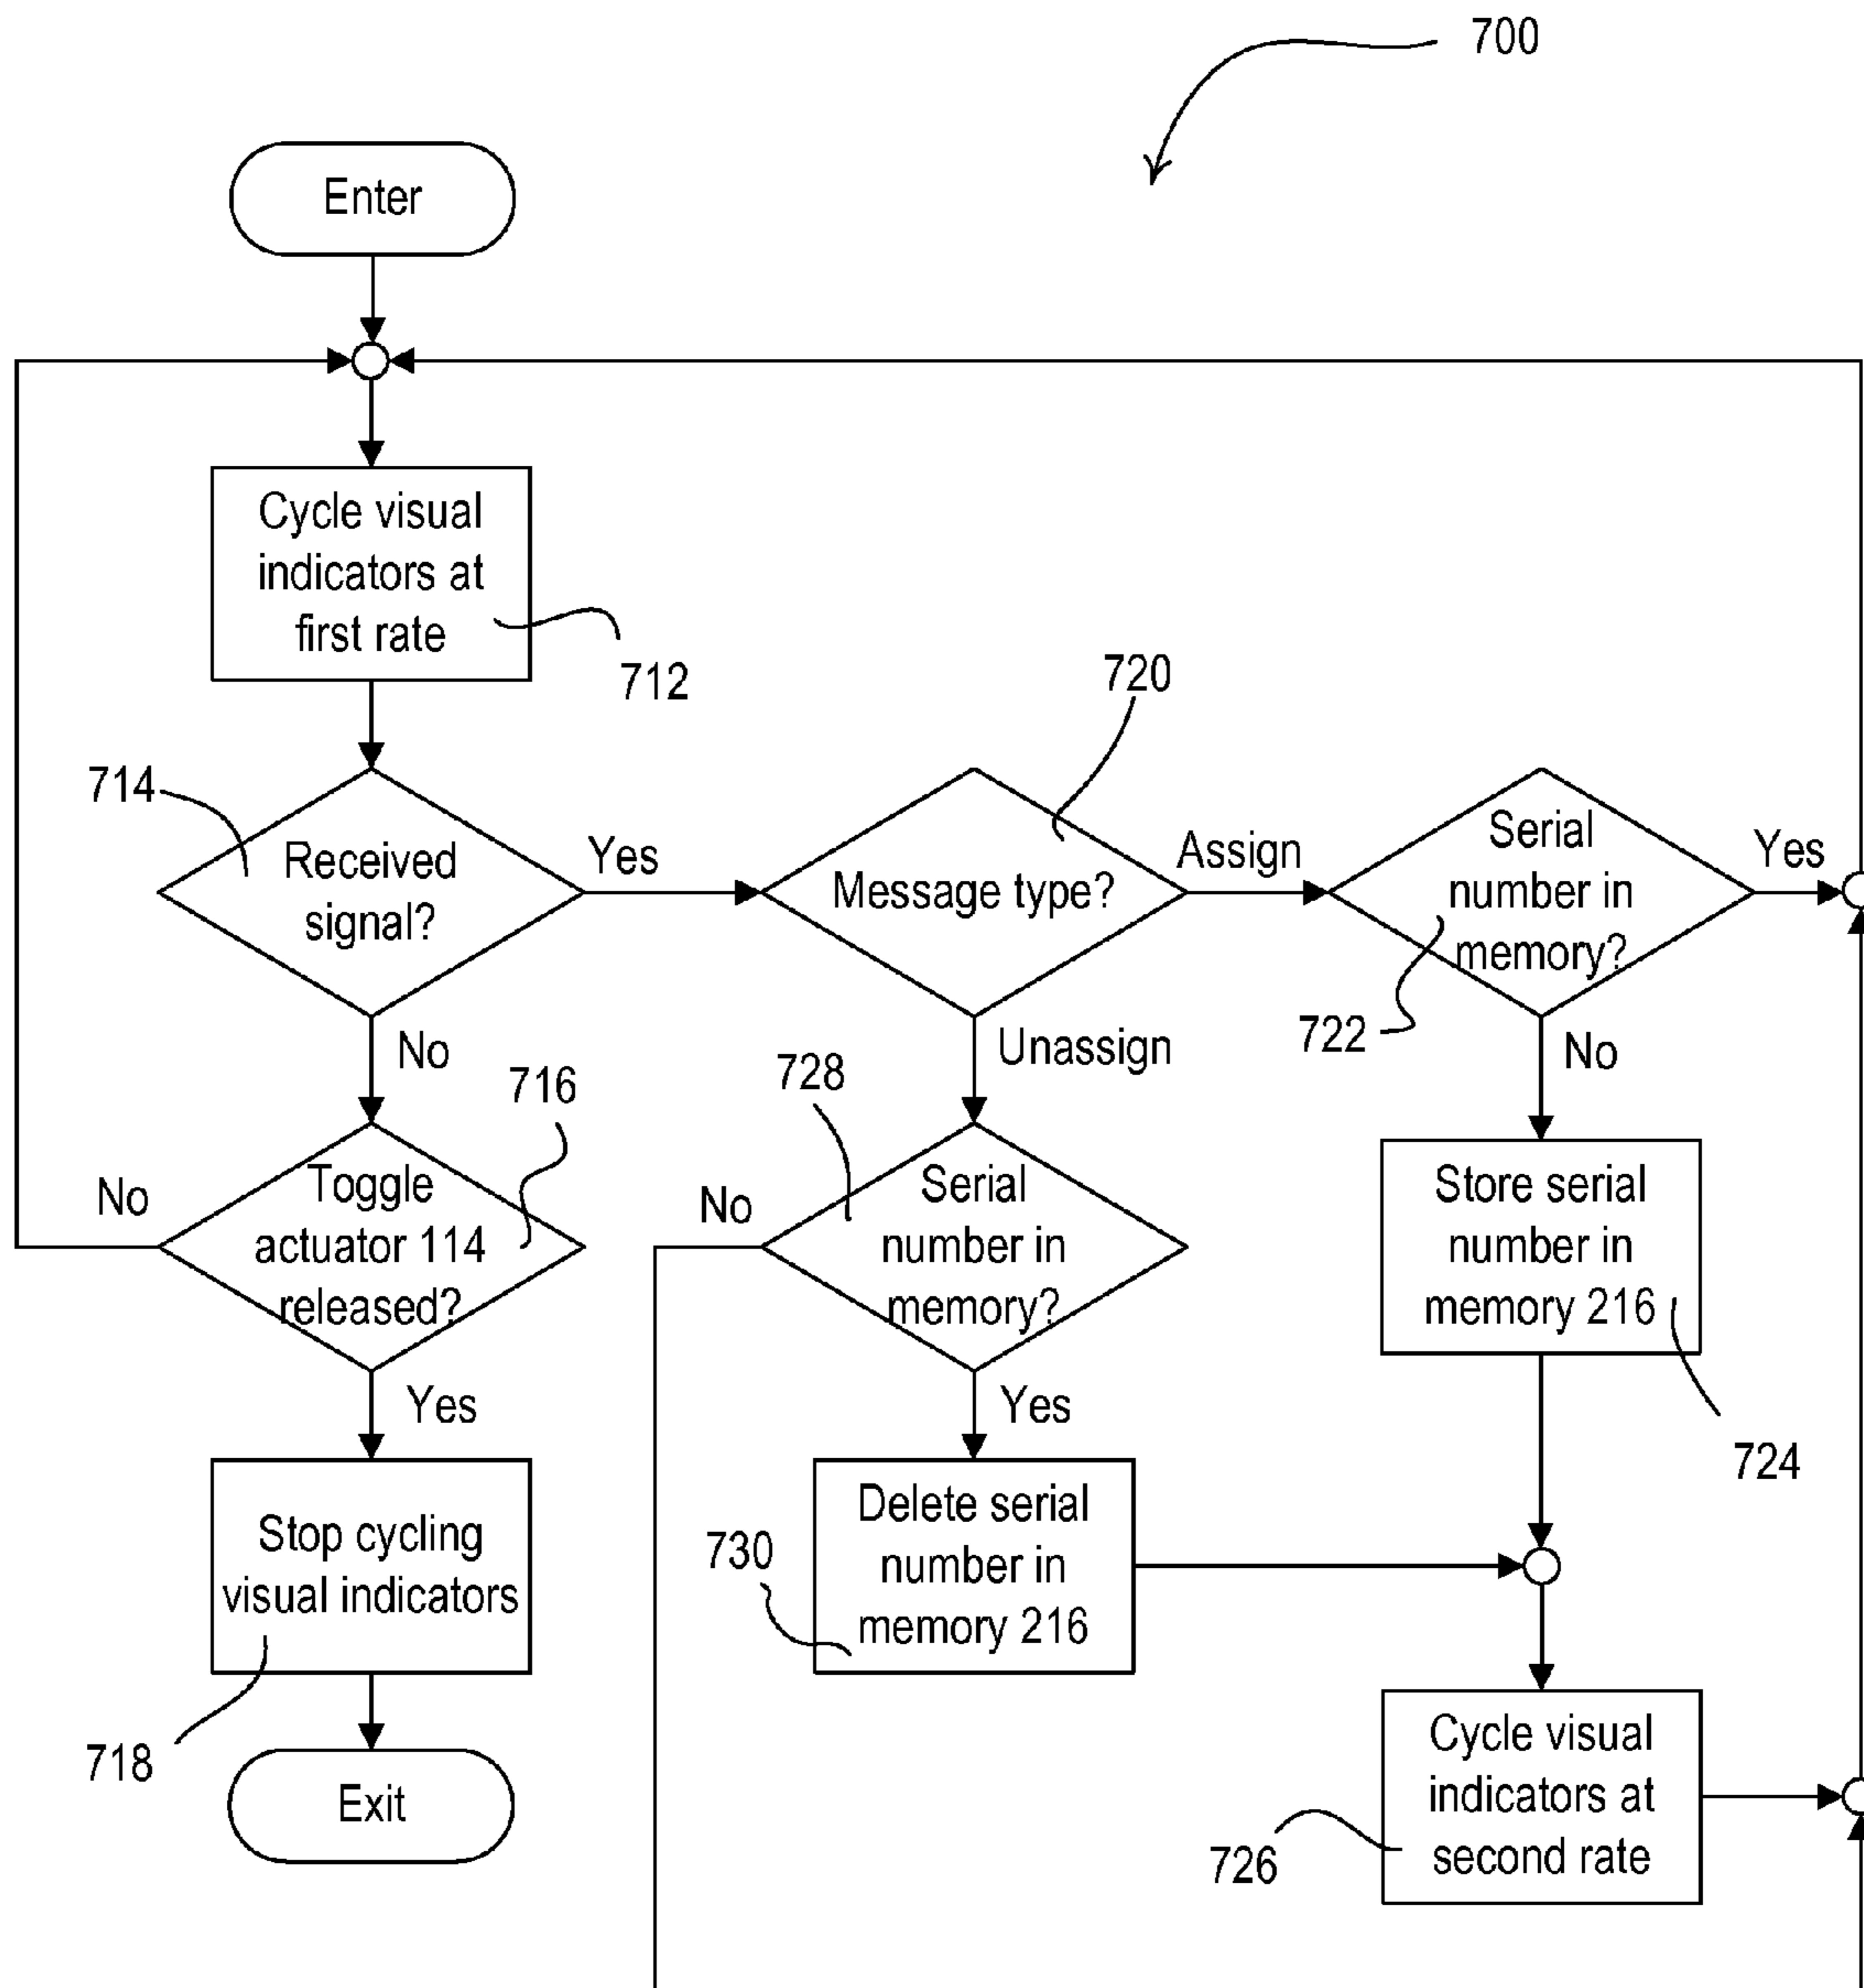 700
Enter
Cycle visual
indicators at
first rate
712
714
Received
signal?
Yes
No
720
Message type?
Assign
Unassign
Serial
number in
memory?
722
Yes
No
716
Toggle
actuator 114
released?
No
Yes
728
Serial
number in
memory?
No
Yes
Store serial
number in
memory 216
724
Stop cycling
visual indicators
718
Exit
730
Delete serial
number in
memory 216
Cycle visual
indicators at
second rate
726